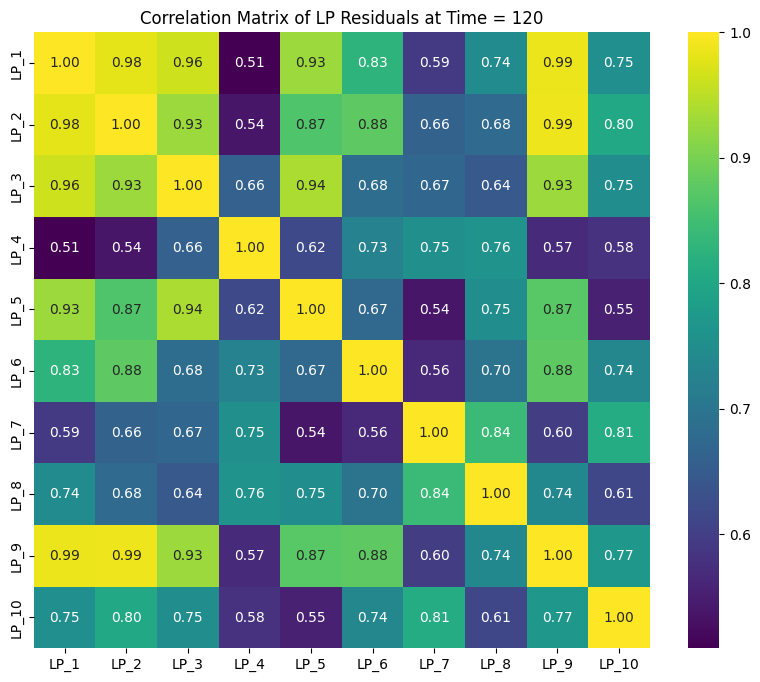 Correlation Matrix of LP Residuals at Time = 120
LP_1 1.00 0.98 0.96 0.51 0.93 0.83 0.59 0.74 0.99 0.75
LP_2 0.98 1.00 0.93 0.54 0.87 0.88 0.66 0.68 0.99 0.80
LP_3 0.96 0.93 1.00 0.66 0.94 0.68 0.67 0.64 0.93 0.75
LP_4 0.51 0.54 0.66 1.00 0.62 0.73 0.75 0.76 0.57 0.58
LP_5 0.93 0.87 0.94 0.62 1.00 0.67 0.54 0.75 0.87 0.55
LP_6 0.83 0.88 0.68 0.73 0.67 1.00 0.56 0.70 0.88 0.74
LP_7 0.59 0.66 0.67 0.75 0.54 0.56 1.00 0.84 0.60 0.81
LP_8 0.74 0.68 0.64 0.76 0.75 0.70 0.84 1.00 0.74 0.61
LP_9 0.99 0.99 0.93 0.57 0.87 0.88 0.60 0.74 1.00 0.77
LP_10 0.75 0.80 0.75 0.58 0.55 0.74 0.81 0.61 0.77 1.00
LP_1 LP_2 LP_3 LP_4 LP_5 LP_6 LP_7 LP_8 LP_9 LP_10
1.0
0.9
0.8
0.7
0.6